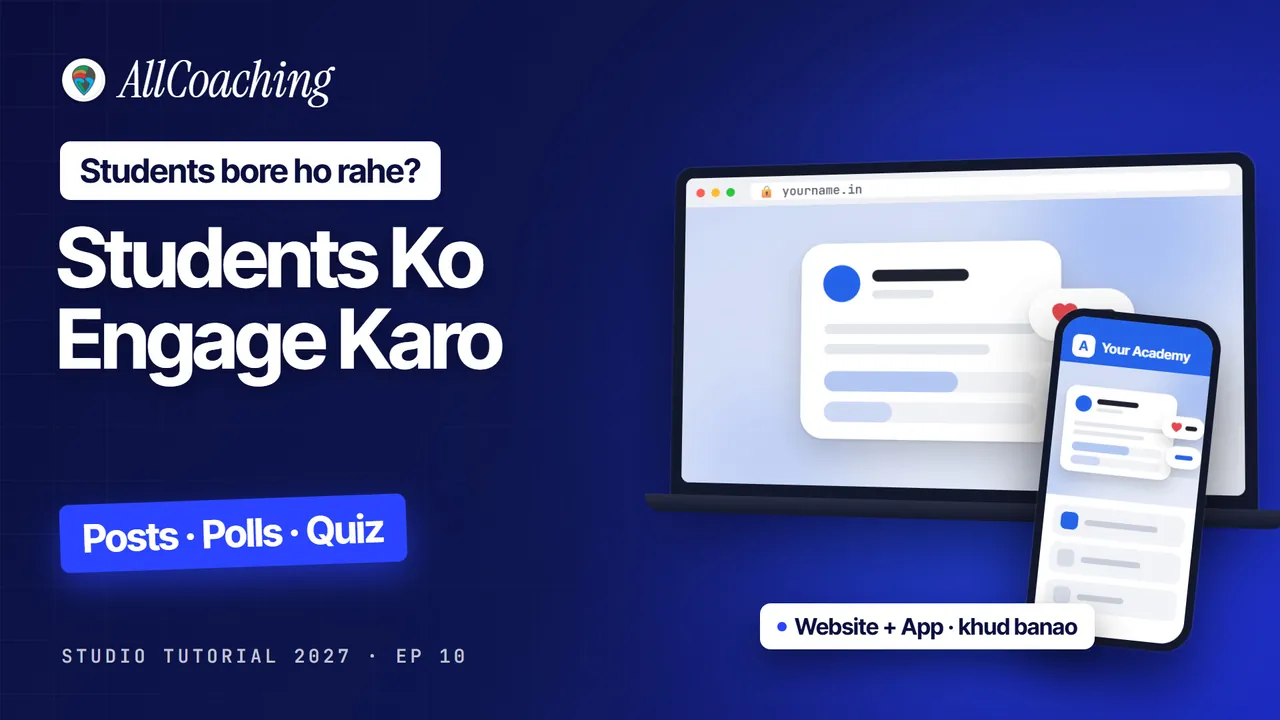 AllCoaching
Students bore ho rahe?
Students Ko
Engage Karo
Posts · Polls · Quiz
STUDIO TUTORIAL 2027 · EP 10
yourname.in
A Your Academy
Website + App · khud banao